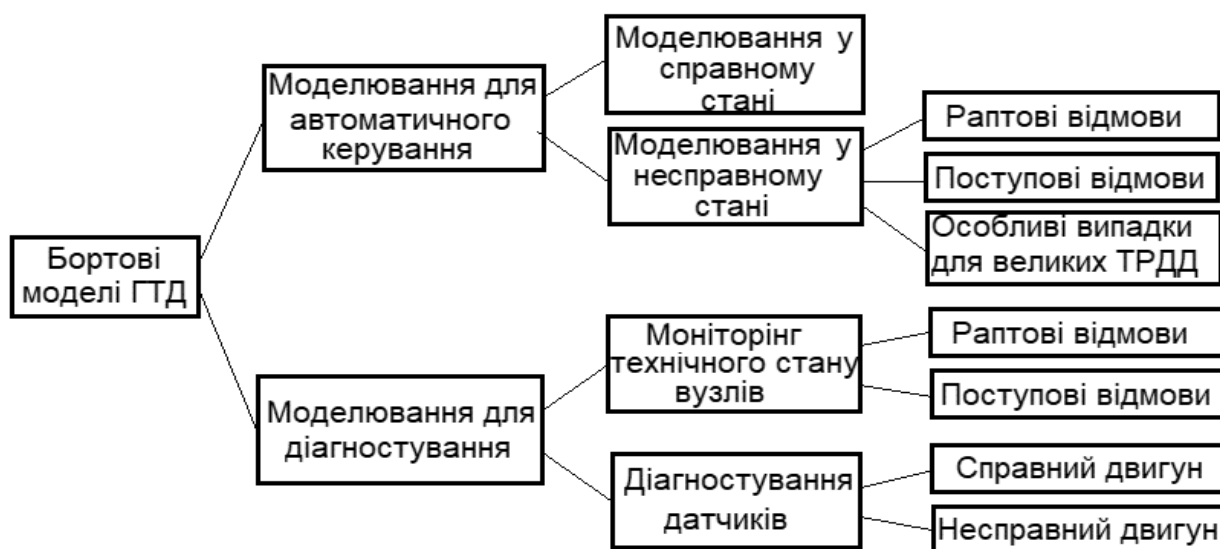 Бортові
моделі ГТД
Моделювання для
автоматичного
керування
Моделювання у
справному
стані
Моделювання у
несправному
стані
Раптові відмови
Поступові відмови
Особливі випадки
для великих ТРДД
Моделювання для
діагностування
Моніторінг
технічного стану
вузлів
Раптові відмови
Поступові відмови
Діагностування
датчиків
Справний двигун
Несправний двигун